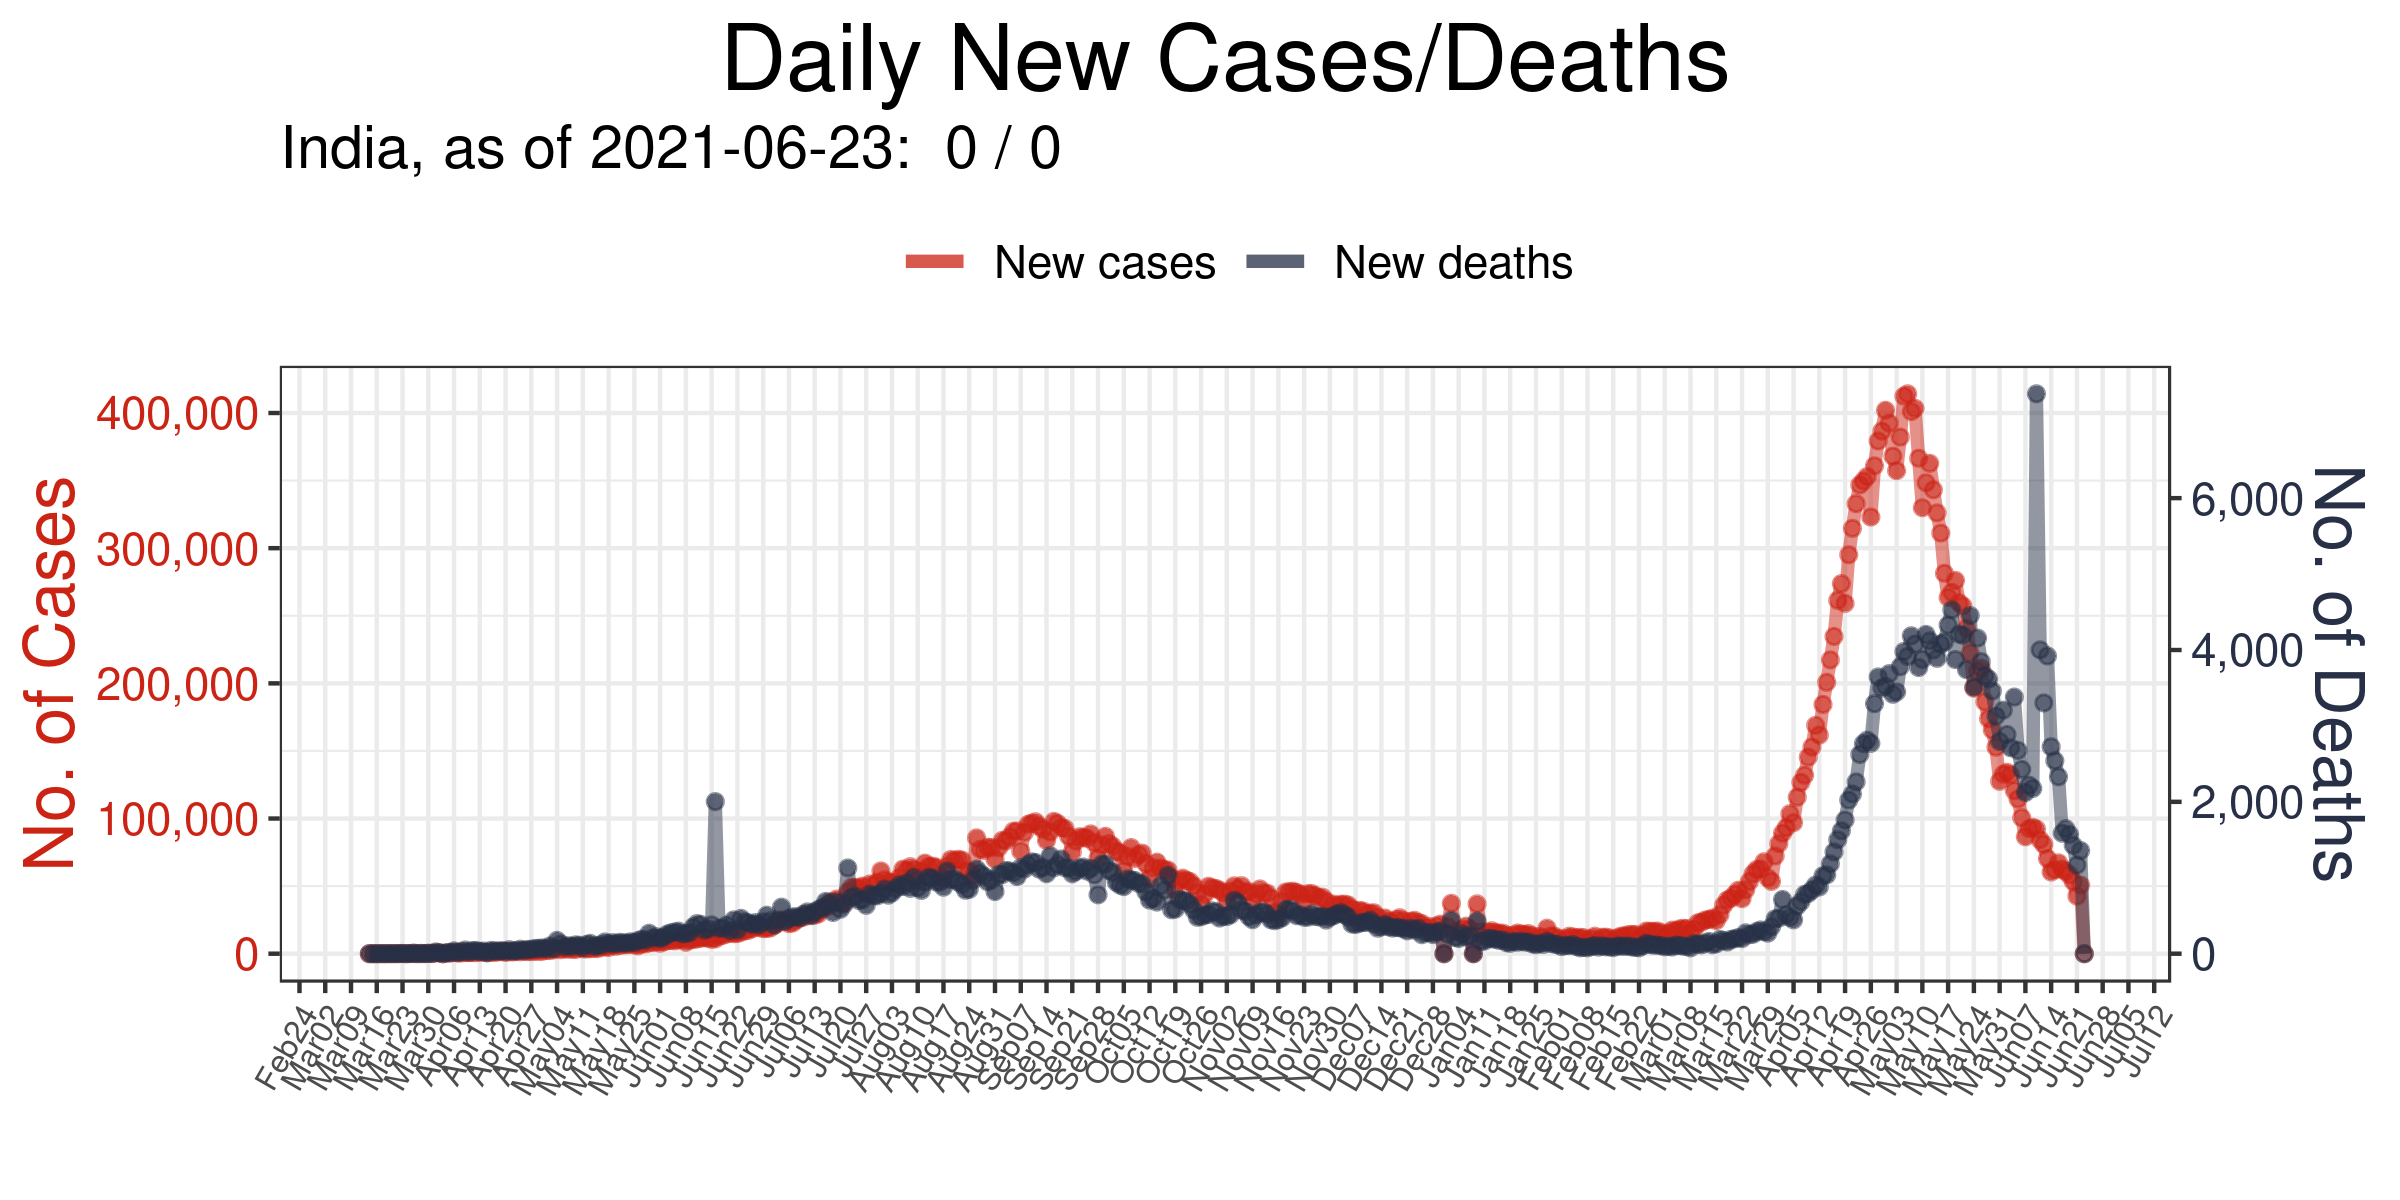 Daily New Cases/Deaths
India, as of 2021-06-23:  0 / 0
New cases
New deaths
No. of Cases
400,000
300,000
200,000
100,000
0
No. of Deaths
6,000
4,000
2,000
0
Feb24
Mar02
Mar09
Mar16
Mar23
Mar30
Apr06
Apr13
Apr20
Apr27
May04
May11
May18
May25
Jun01
Jun08
Jun15
Jun22
Jun29
Jul06
Jul13
Jul20
Jul27
Aug03
Aug10
Aug17
Aug24
Aug31
Sep07
Sep14
Sep21
Sep28
Oct05
Oct12
Oct19
Oct26
Nov02
Nov09
Nov16
Nov23
Nov30
Dec07
Dec14
Dec21
Dec28
Jan04
Jan11
Jan18
Jan25
Feb01
Feb08
Feb15
Feb22
Mar01
Mar08
Mar15
Mar22
Mar29
Apr05
Apr12
Apr19
Apr26
May03
May10
May17
May24
May31
Jun07
Jun14
Jun21
Jun28
Jul05
Jul12